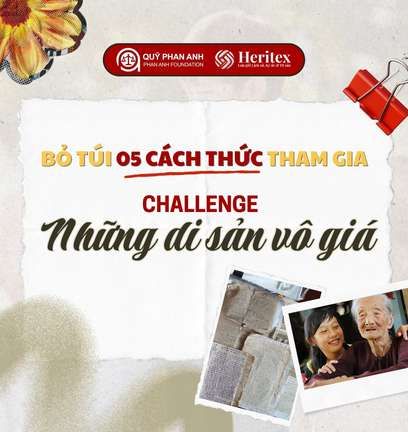 QUỸ PHAN ANH
PHAN ANH FOUNDATION
Heritex
BỎ TÚI 05 CÁCH THỨC THAM GIA
CHALLENGE
Những di sản vô giá